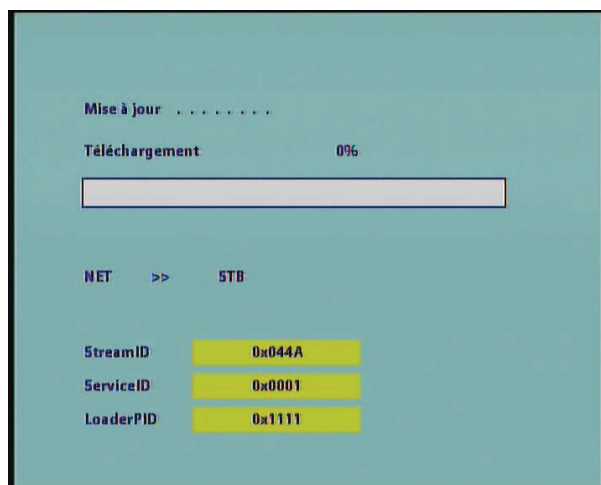 Mise à jour . . . . . . . .
Téléchargement 0%
NET >> STB
StreamID 0x044A
ServiceID 0x0001
LoaderPID 0x1111